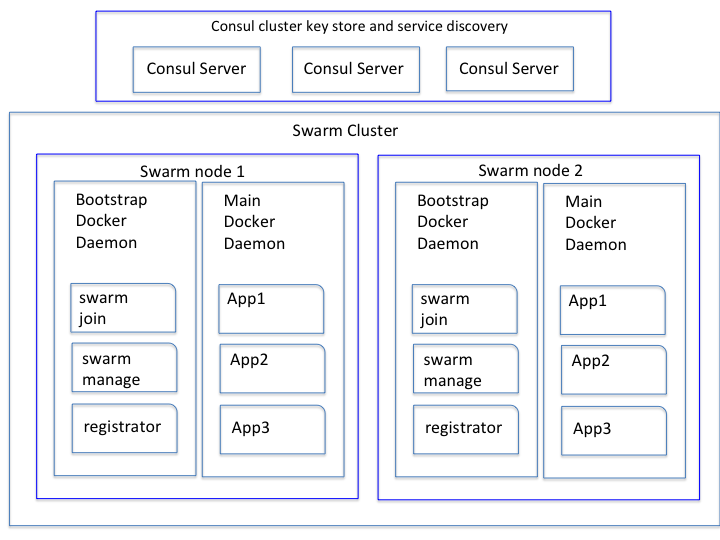 Consul cluster key store and service discovery
Consul Server
Consul Server
Consul Server
Swarm Cluster
Swarm node 1
Bootstrap
Docker
Daemon
swarm
join
swarm
manage
registrator
Main
Docker
Daemon
App1
App2
App3
Swarm node 2
Bootstrap
Docker
Daemon
swarm
join
swarm
manage
registrator
Main
Docker
Daemon
App1
App2
App3